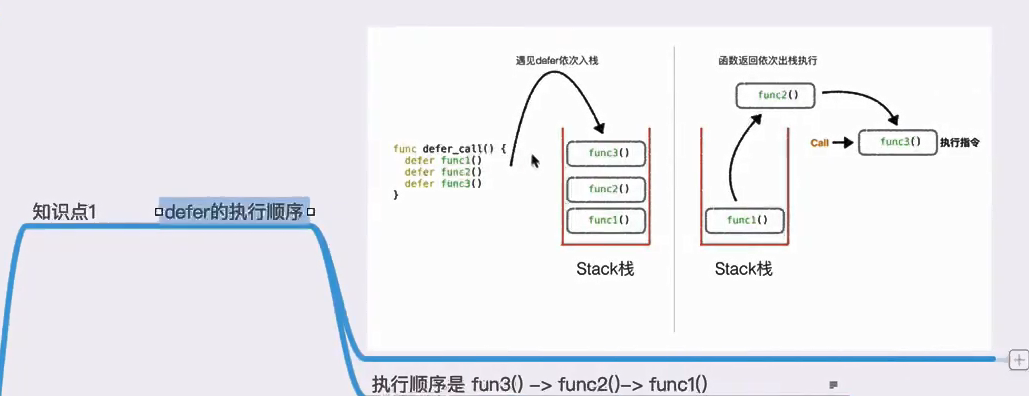 知识点1
defer的执行顺序
遇见defer依次入栈
func defer_call() {
defer func1()
defer func2()
defer func3()
}
func3()
func2()
func1()
Stack栈
函数返回依次出栈执行
func2()
Call
func3()
执行指令
func1()
Stack栈
执行顺序是 fun3() -> func2()-> func1()